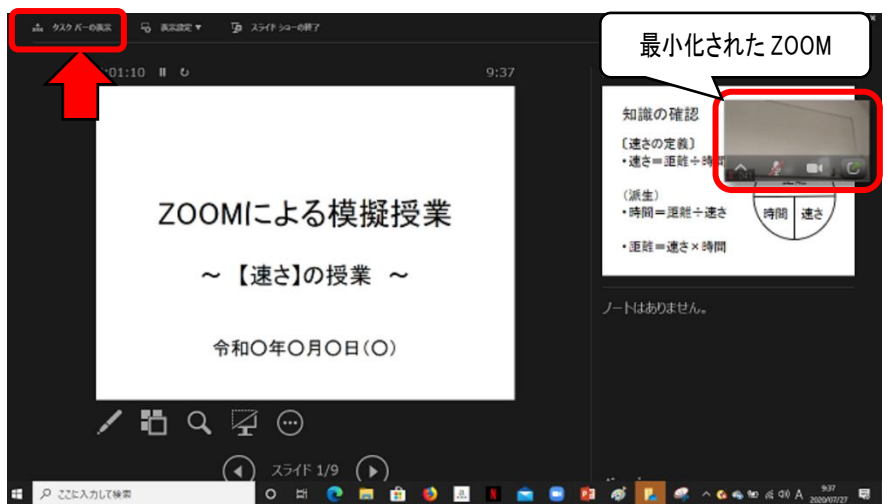 タスク バーの表示
表示設定 ▼
スライド ショーの終了
最小化された ZOOM
:01:10
9:37
ZOOMによる模擬授業
～ 【速さ】の授業 ～
令和〇年〇月〇日(〇)
知識の確認
〔速さの定義〕
・速さ＝距離÷時間
(派生)
・時間＝距離÷速さ
・距離＝速さ×時間
時間
速さ
ノートはありません。
スライド 1/9
ここに入力して検索
A
9:37
2020/07/27